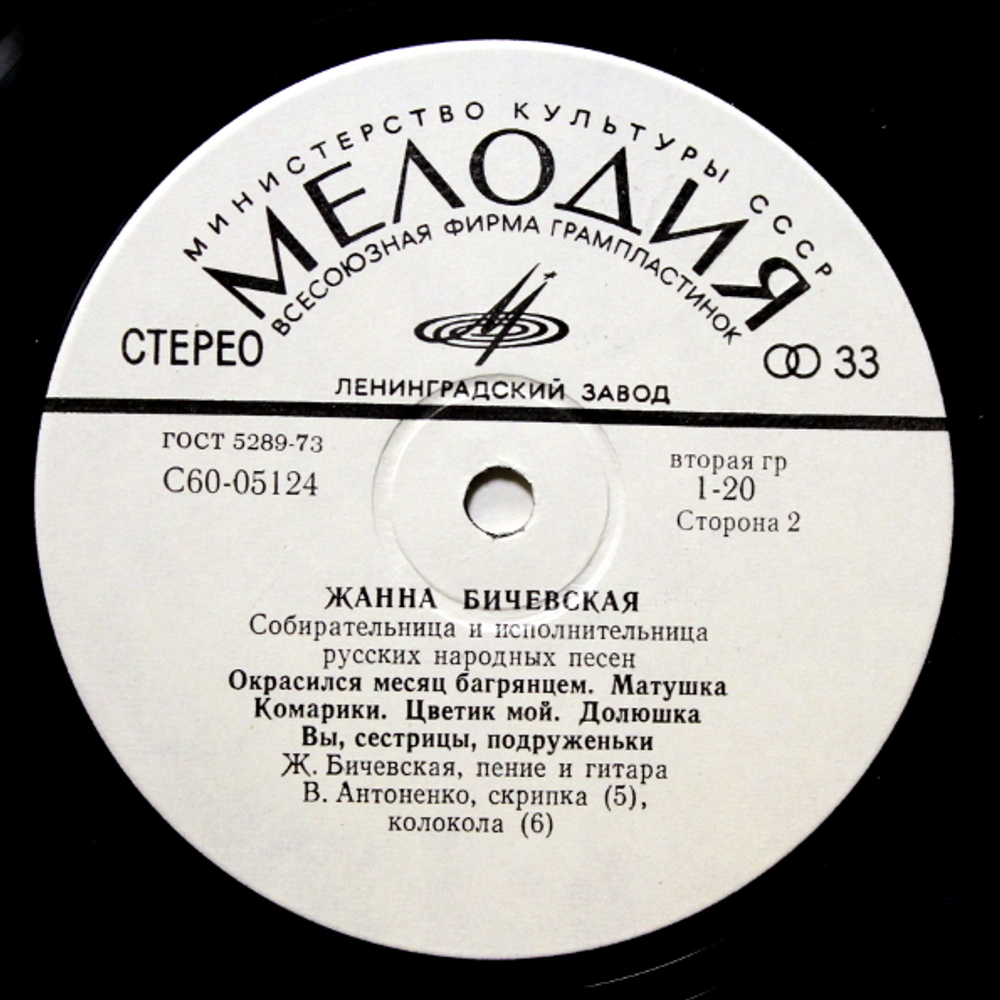 МИНИСТЕРСТВО КУЛЬТУРЫ СССР
МЕЛОДИЯ
ВСЕСОЮЗНАЯ ФИРМА ГРАМПЛАСТИНОК
СТЕРЕО
33
ЛЕНИНГРАДСКИЙ ЗАВОД
ГОСТ 5289-73
С60-05124
вторая гр
1-20
Сторона 2
ЖАННА БИЧЕВСКАЯ
Собирательница и исполнительница
русских народных песен
Окрасился месяц багрянцем. Матушка
Комарики. Цветик мой. Долюшка
Вы, сестрицы, подруженьки
Ж. Бичевская, пение и гитара
В. Антоненко, скрипка (5),
колокола (6)